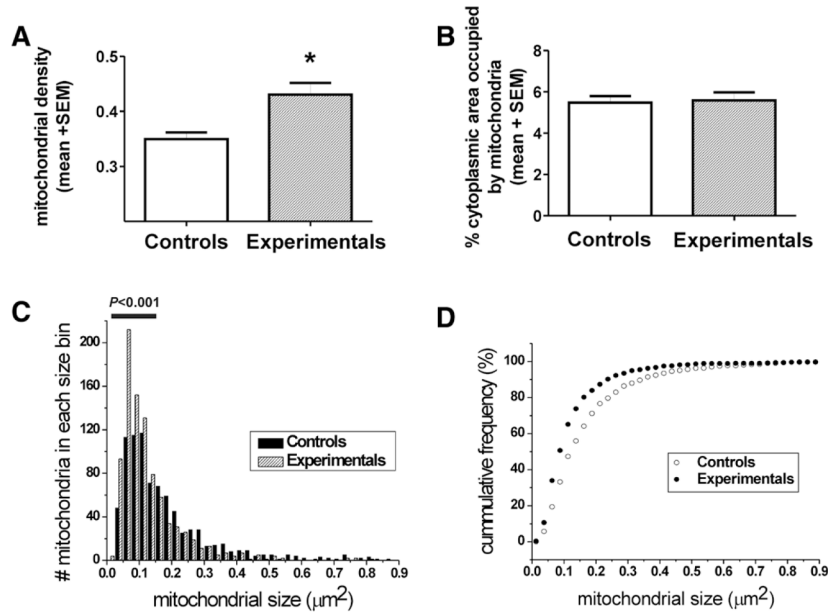 A
mitochondrial density
(mean +SEM)
0.5
0.4
0.3
*
Controls
Experimentals
B
% cytoplasmic area occupied
by mitochondria
(mean + SEM)
8
6
4
2
0
Controls
Experimentals
C
P<0.001
# mitochondria in each size bin
200
160
120
80
40
0
Controls
Experimentals
0.0 0.1 0.2 0.3 0.4 0.5 0.6 0.7 0.8 0.9
mitochondrial size (μm2)
D
cummulative frequency (%)
100
80
60
40
20
0
Controls
Experimentals
0.0 0.1 0.2 0.3 0.4 0.5 0.6 0.7 0.8 0.9
mitochondrial size (μm2)